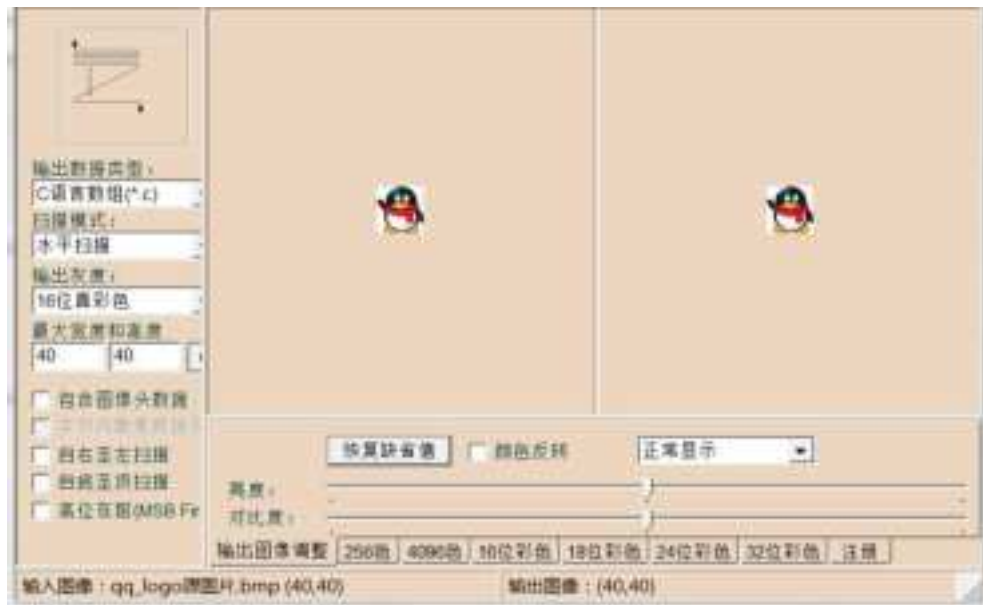 输出数据类型：
C语言数组(*.c)
扫描模式：
水平扫描
输出灰度：
16位真彩色
最大宽度和高度
40 40
包含图像头数据
自右至左扫描
自底至顶扫描
高位在前(MSB Fir
恢复缺省值 颜色反转 正常显示
亮度：
对比度：
输出图像调整 256色 4096色 16位彩色 18位彩色 24位彩色 32位彩色 注册
输入图像：qq_logo原图片.bmp (40,40) 输出图像：(40,40)